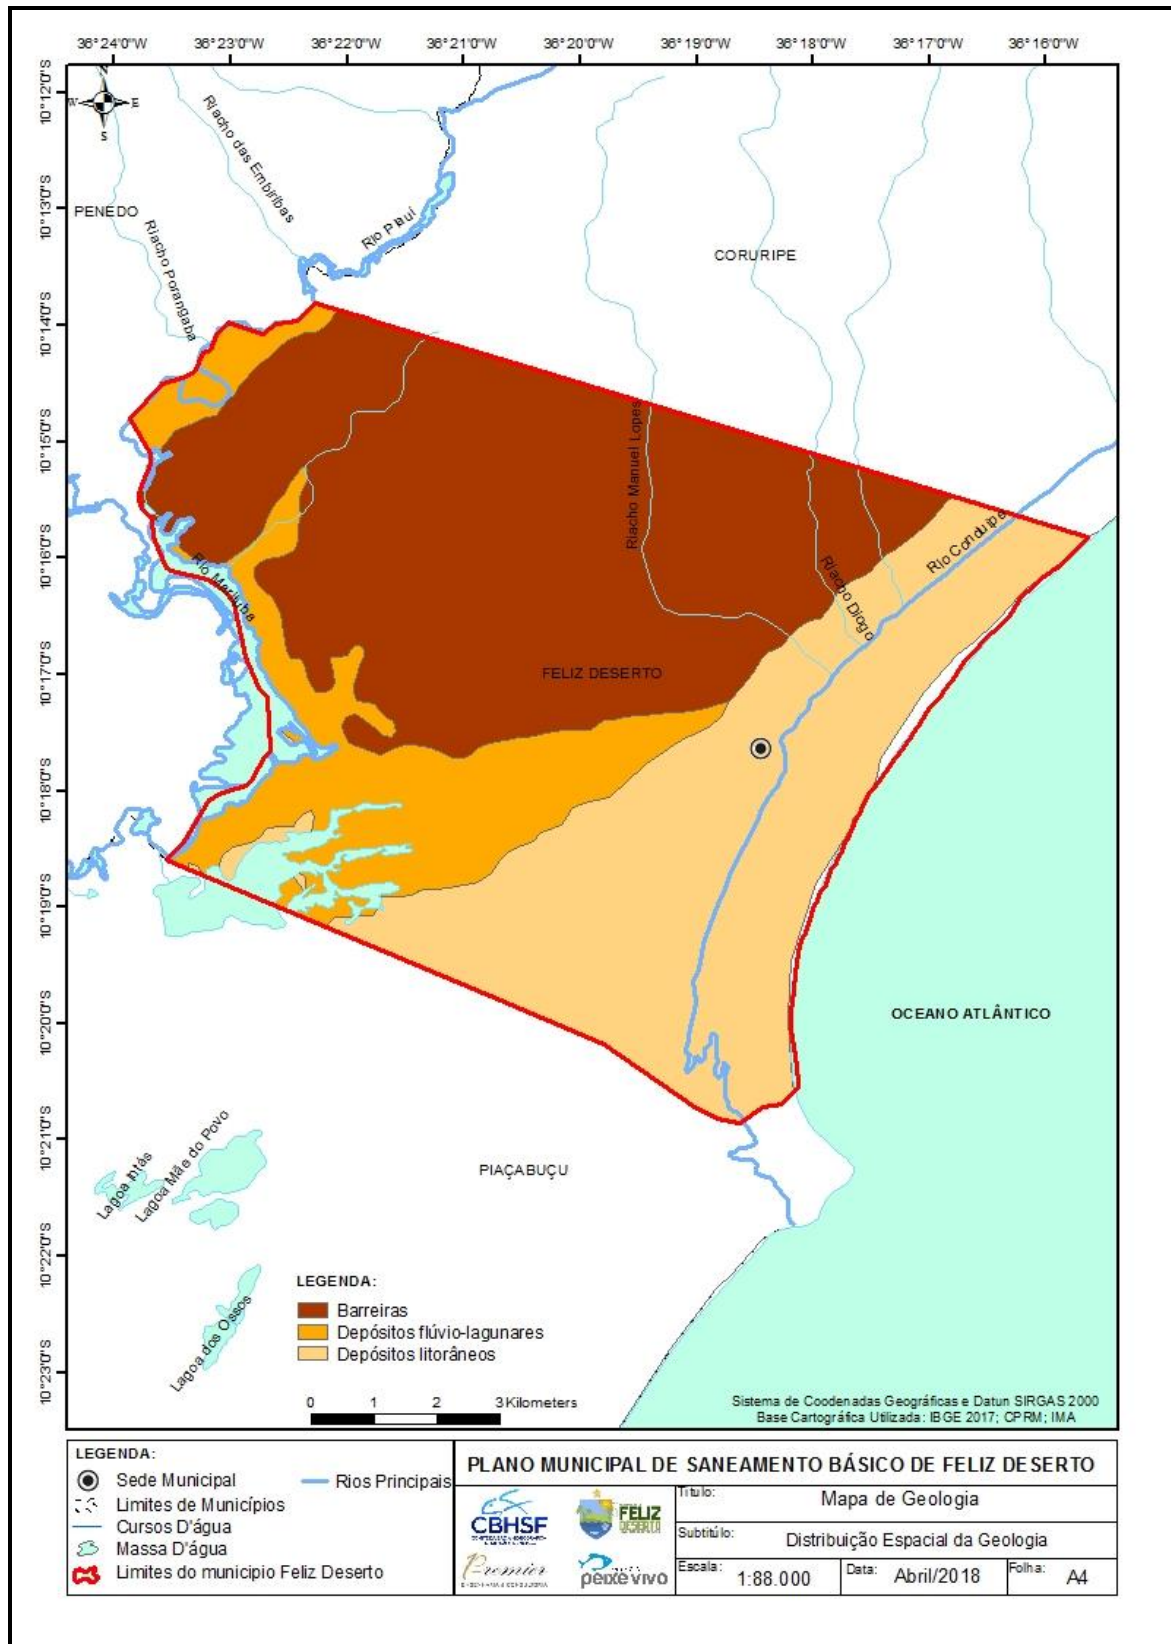 36°24'0"W 36°23'0"W 36°22'0"W 36°21'0"W 36°20'0"W 36°19'0"W 36°18'0"W 36°17'0"W 36°16'0"W
10°12'0"S
10°13'0"S
10°14'0"S
10°15'0"S
10°16'0"S
10°17'0"S
10°18'0"S
10°19'0"S
10°20'0"S
10°21'0"S
10°22'0"S
10°23'0"S
N
W E
S
PENEDO
Riacho das Embiribas
Riacho Porangaba
Rio Piauí
CORURIPE
Riacho Manuel Lopes
Riacho Diogo
Rio Conduípe
Rio Marituba
FELIZ DESERTO
OCEANO ATLÂNTICO
PIAÇABUÇU
Lagoa Intãs
Lagoa Mãe do Povo
Lagoa dos Ossos
LEGENDA:
Barreiras
Depósitos flúvio-lagunares
Depósitos litorâneos
0 1 2 3 Kilometers
Sistema de Coodenadas Geográficas e Datun SIRGAS 2000
Base Cartográfica Utilizada: IBGE 2017; CPRM; IMA
LEGENDA:
Sede Municipal
Rios Principais
Limites de Municípios
Cursos D'água
Massa D'água
Limites do municipio Feliz Deserto
PLANO MUNICIPAL DE SANEAMENTO BÁSICO DE FELIZ DESERTO
CBHSF
FELIZ
DESERTO
Premier
peixe vivo
Título: Mapa de Geologia
Subtitúlo: Distribuição Espacial da Geologia
Escala: 1:88.000
Data: Abril/2018
Folha: A4